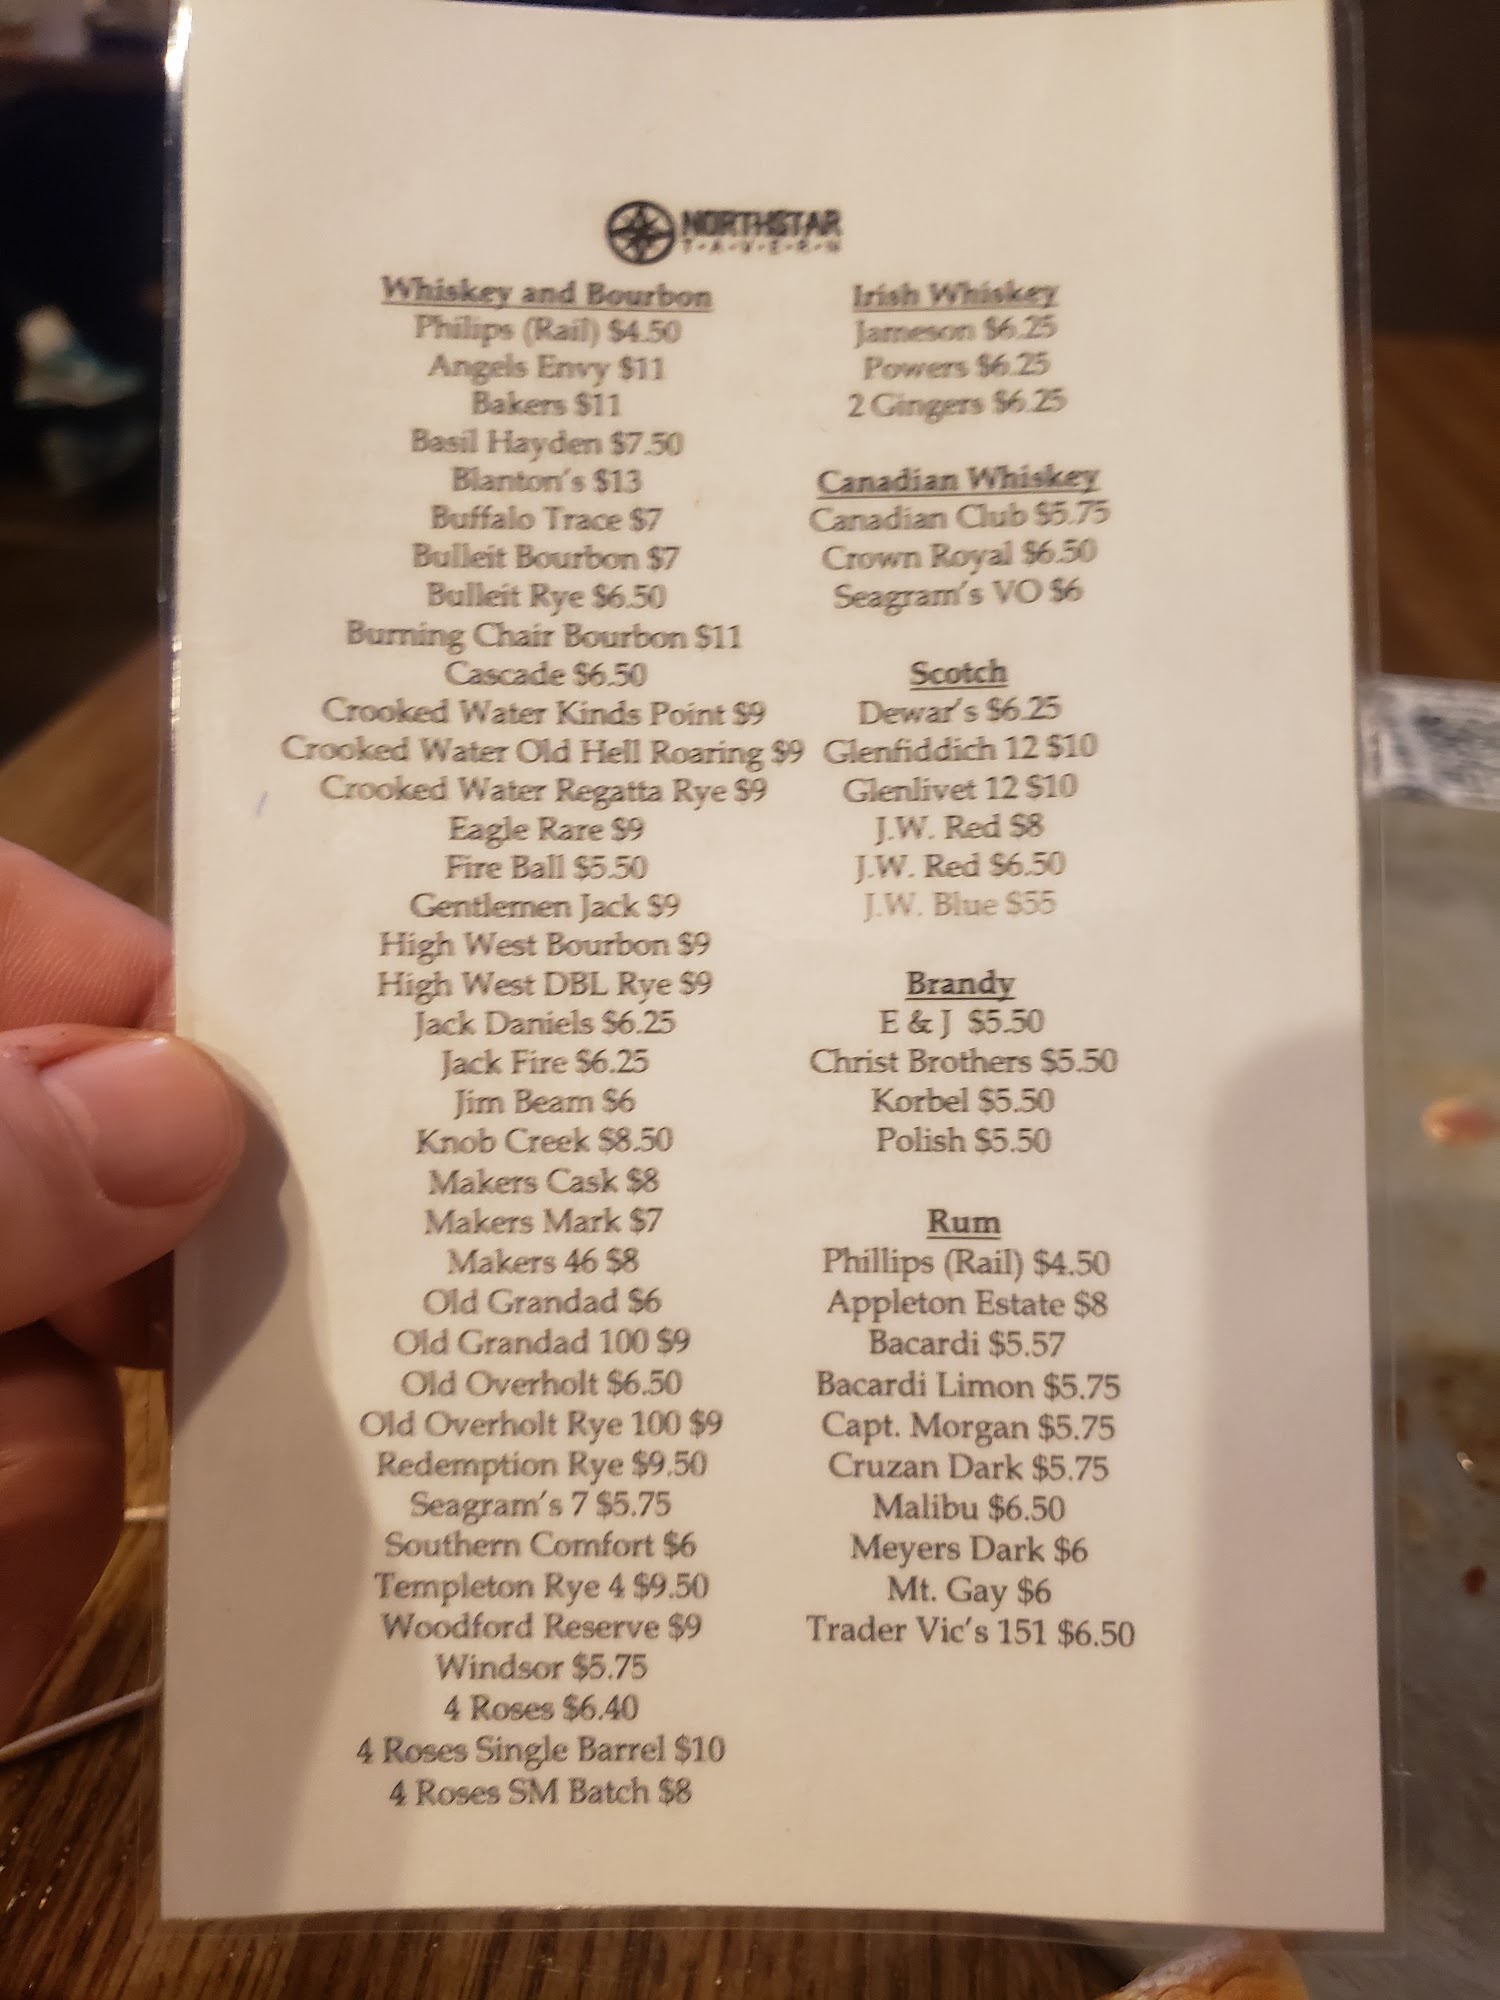 NORTHSTAR
T-A-V-E-R-N
Whiskey and Bourbon
Philips (Rail) $4.50
Angels Envy $11
Bakers $11
Basil Hayden $7.50
Blanton's $13
Buffalo Trace $7
Bulleit Bourbon $7
Bulleit Rye $6.50
Burning Chair Bourbon $11
Cascade $6.50
Crooked Water Kinds Point $9
Crooked Water Old Hell Roaring $9
Crooked Water Regatta Rye $9
Eagle Rare $9
Fire Ball $5.50
Gentlemen Jack $9
High West Bourbon $9
High West DBL Rye $9
Jack Daniels $6.25
Jack Fire $6.25
Jim Beam $6
Knob Creek $8.50
Makers Cask $8
Makers Mark $7
Makers 46 $8
Old Grandad $6
Old Grandad 100 $9
Old Overholt $6.50
Old Overholt Rye 100 $9
Redemption Rye $9.50
Seagram's 7 $5.75
Southern Comfort $6
Templeton Rye 4 $9.50
Woodford Reserve $9
Windsor $5.75
4 Roses $6.40
4 Roses Single Barrel $10
4 Roses SM Batch $8
Irish Whiskey
Jameson $6.25
Powers $6.25
2 Gingers $6.25
Canadian Whiskey
Canadian Club $5.75
Crown Royal $6.50
Seagram's VO $6
Scotch
Dewar's $6.25
Glenfiddich 12 $10
Glenlivet 12 $10
J.W. Red $8
J.W. Red $6.50
J.W. Blue $55
Brandy
E & J $5.50
Christ Brothers $5.50
Korbel $5.50
Polish $5.50
Rum
Phillips (Rail) $4.50
Appleton Estate $8
Bacardi $5.57
Bacardi Limon $5.75
Capt. Morgan $5.75
Cruzan Dark $5.75
Malibu $6.50
Meyers Dark $6
Mt. Gay $6
Trader Vic's 151 $6.50